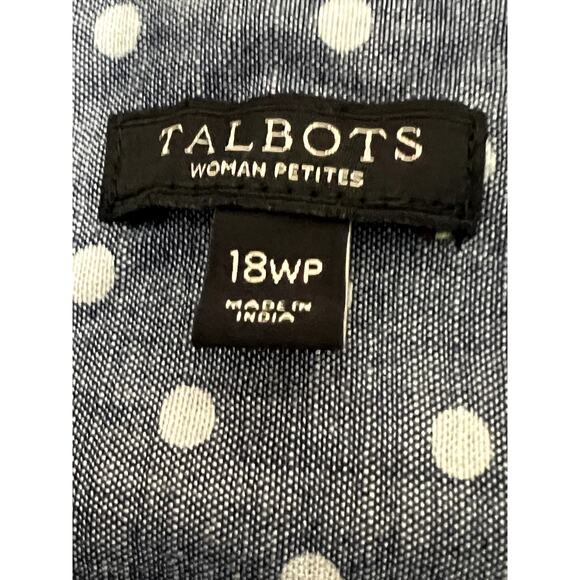 TALBOTS
WOMAN PETITES
18WP
MADE IN
INDIA